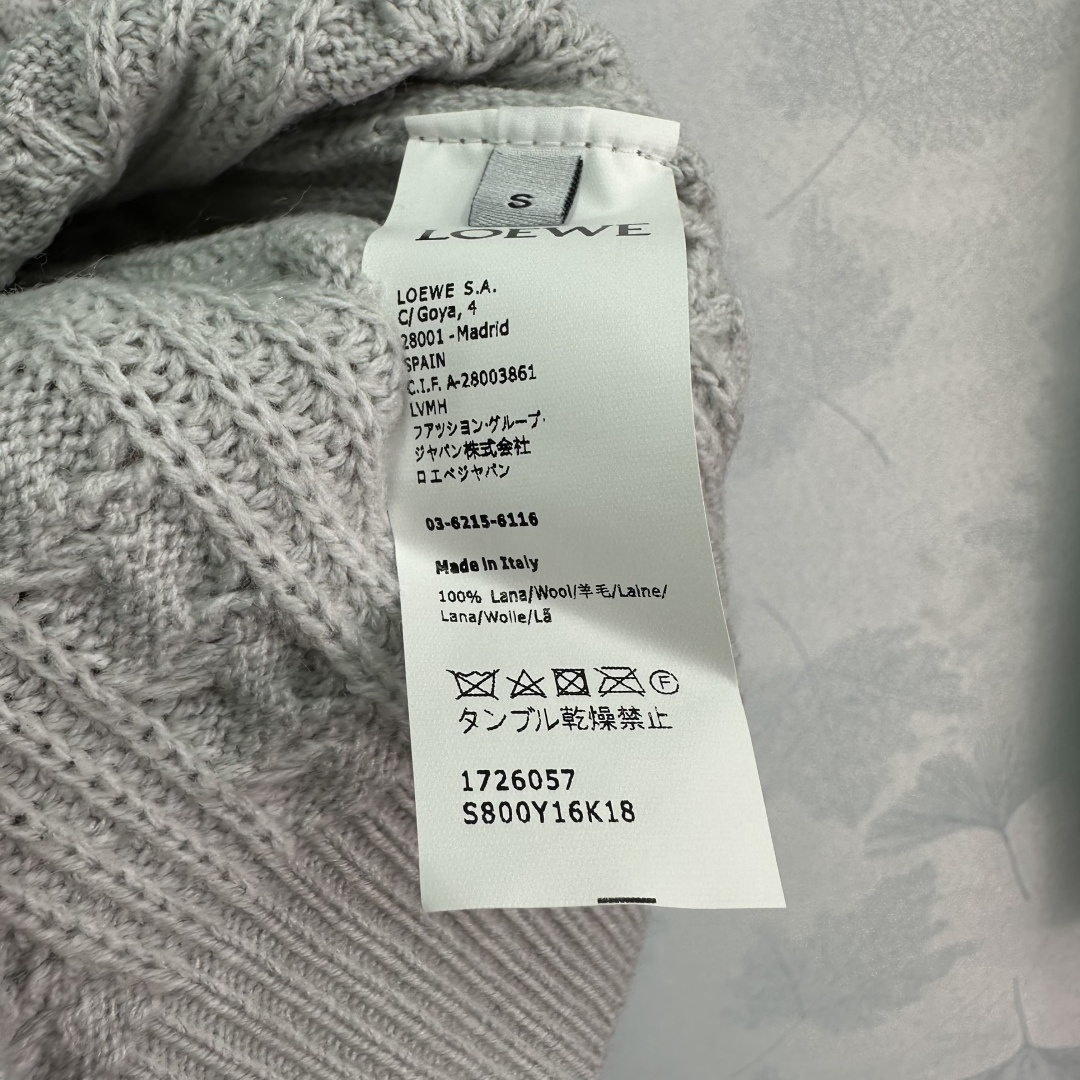 S
LOEWE
LOEWE S.A.
C/ Goya, 4
28001 - Madrid
SPAIN
C.I.F. A-28003861
LVMH
ファッション・グループ・
ジャパン株式会社
ロエベジャパン
03-6215-6116
Made in Italy
100% Lana/Wool/羊毛/Laine/
Lana/Wolle/Lã
F
タンブル乾燥禁止
1726057
S800Y16K18